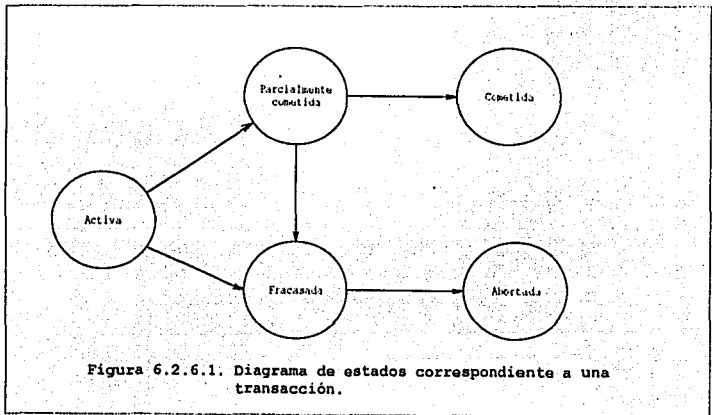 Parcialmente
cometida
Cometida
Activa
Fracasada
Abortada
Figura 6.2.6.1. Diagrama de estados correspondiente a una
transacción.